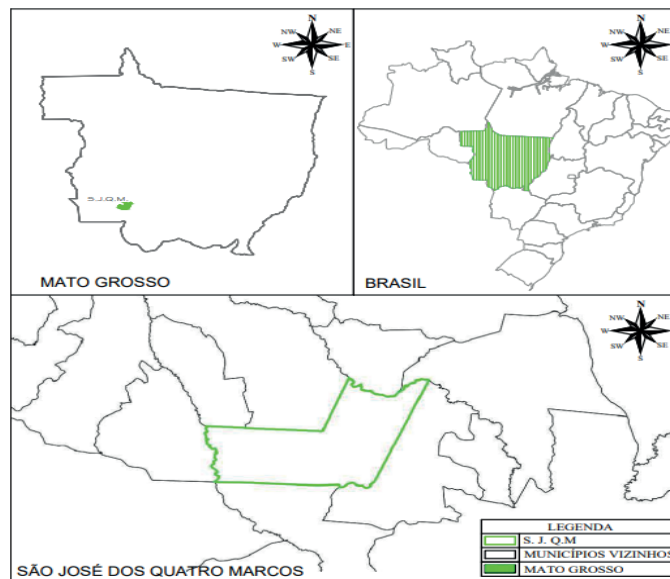 N
NW NE
W E
SW SE
S
S.J.Q.M.
MATO GROSSO
N
NW NE
W E
SW SE
S
BRASIL
N
NW NE
W E
SW SE
S
SÃO JOSÉ DOS QUATRO MARCOS
LEGENDA
S. J. Q.M
MUNICÍPIOS VIZINHOS
MATO GROSSO